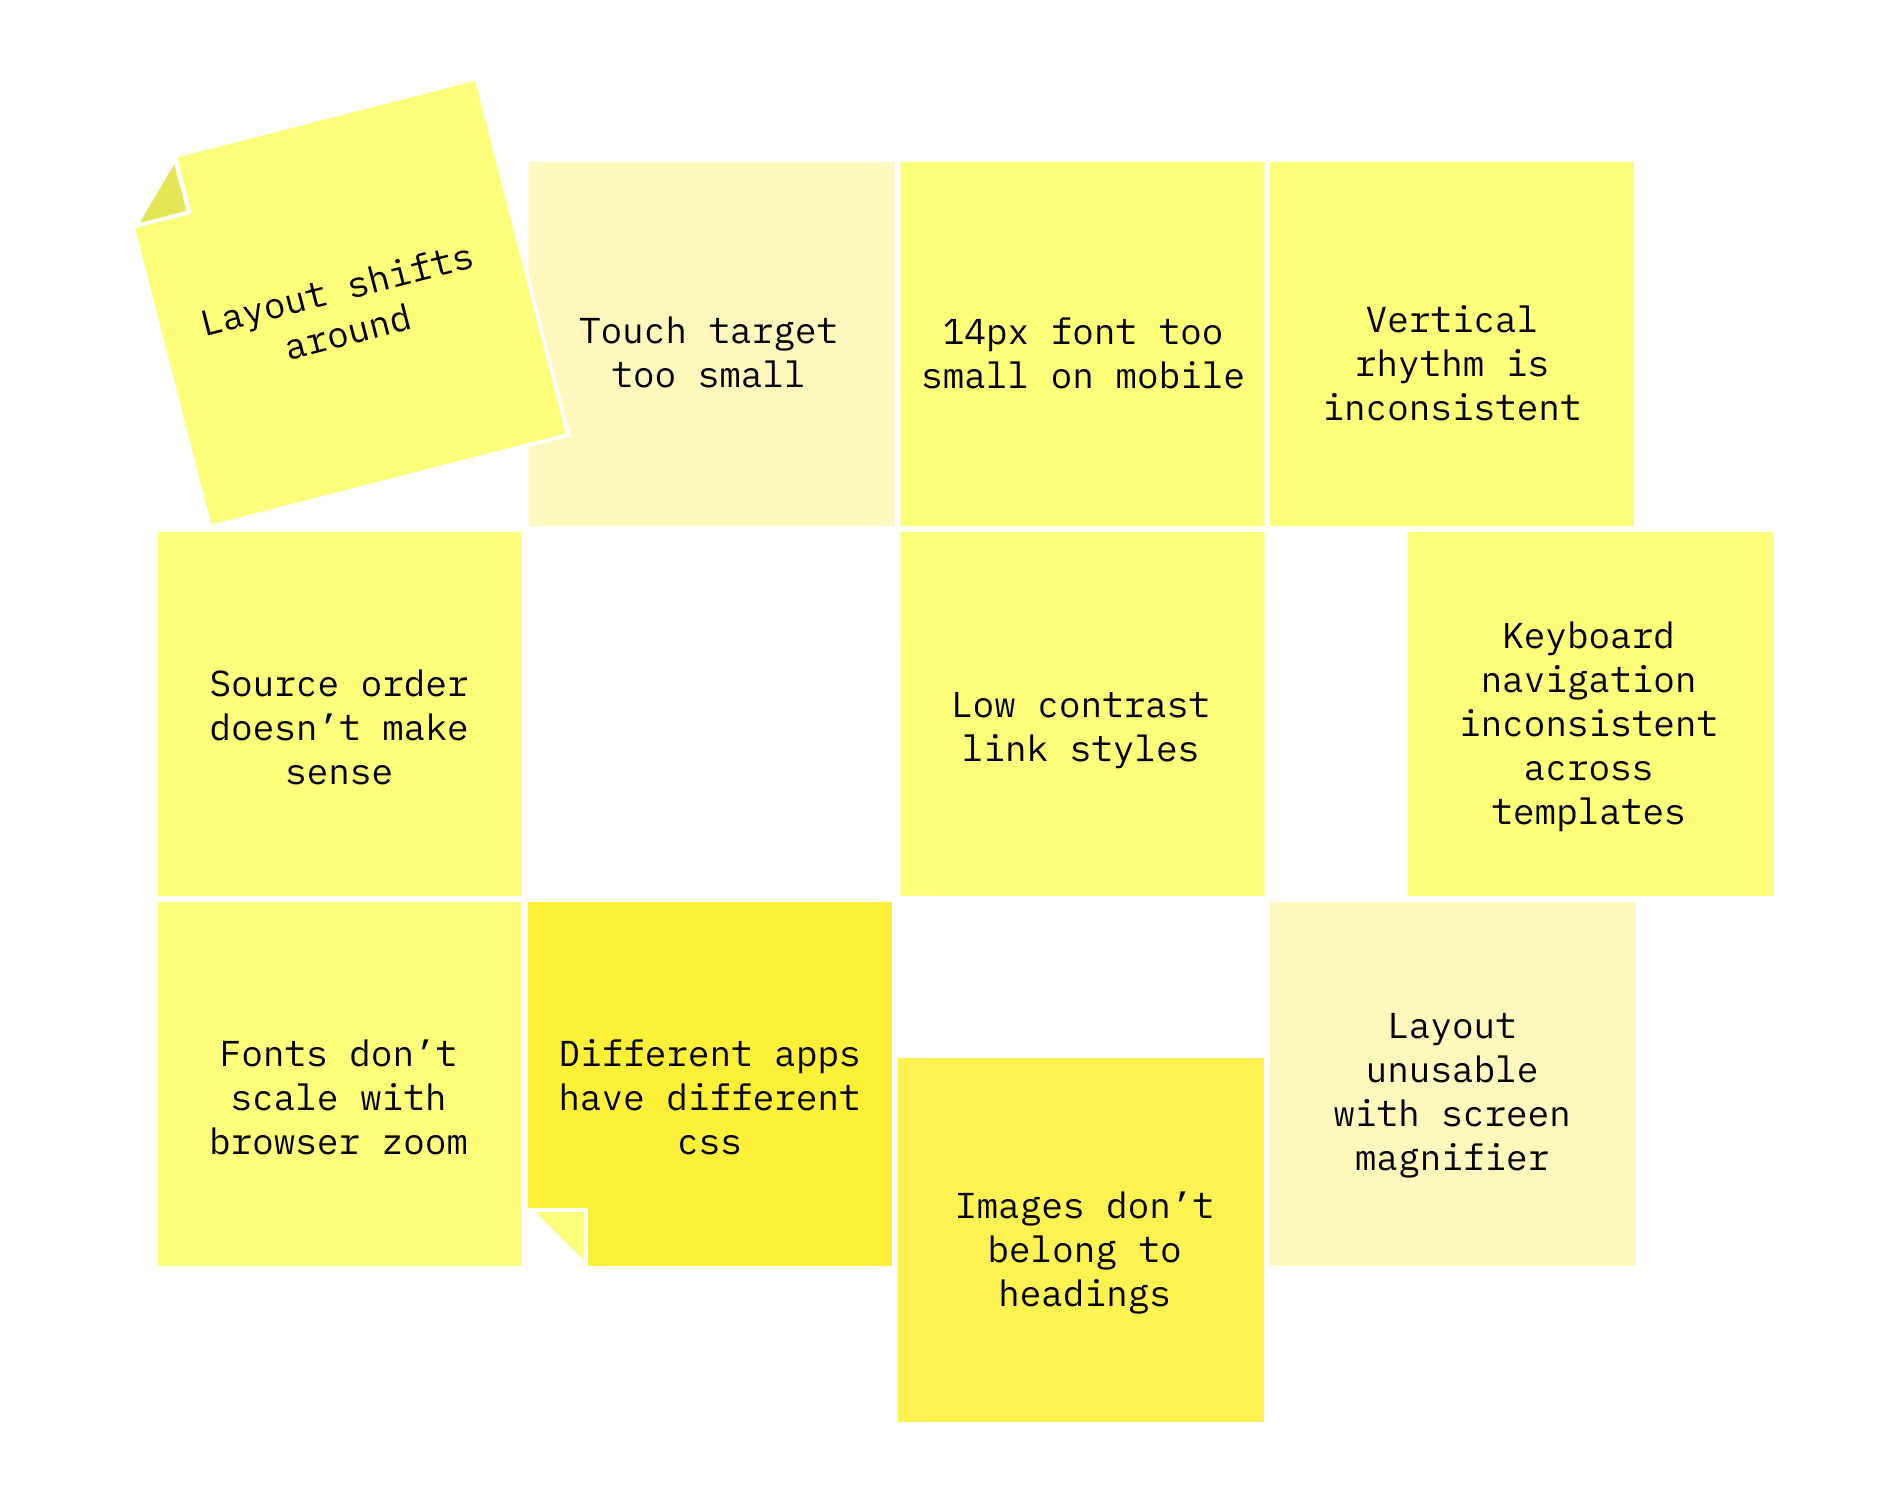 Layout shifts
around
Touch target
too small
14px font too
small on mobile
Vertical
rhythm is
inconsistent
Source order
doesn’t make
sense
Low contrast
link styles
Keyboard
navigation
inconsistent
across
templates
Fonts don’t
scale with
browser zoom
Different apps
have different
css
Images don’t
belong to
headings
Layout
unusable
with screen
magnifier